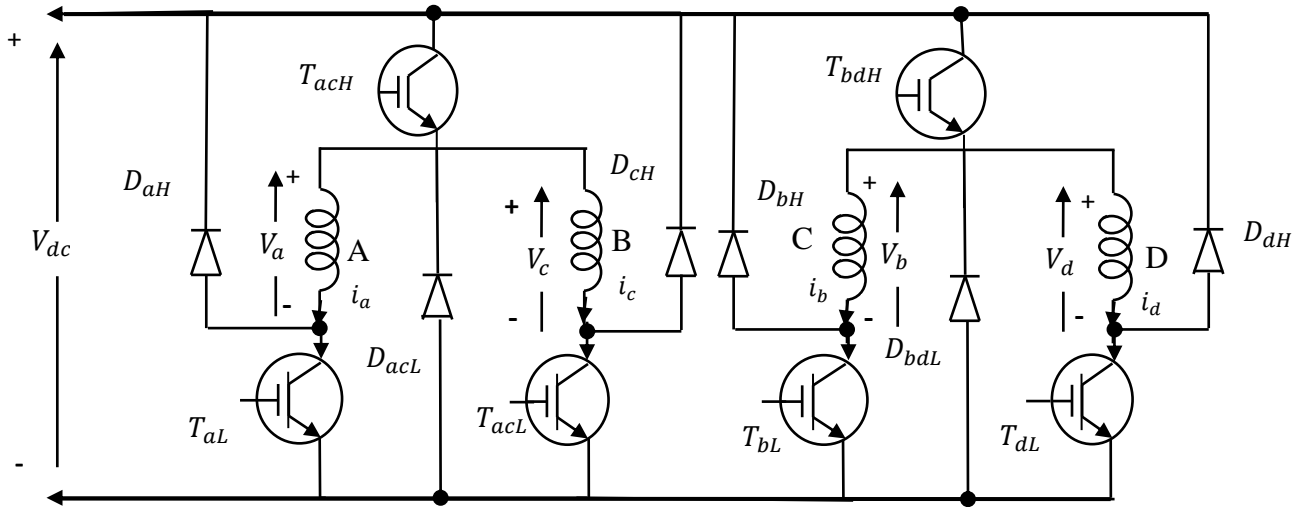 +
T_acH
T_bdH
D_aH
+
D_cH
D_bH
+
+
+
D_dH
V_dc
V_a
A
V_c
B
C
V_b
V_d
D
-
i_a
-
i_c
i_b
-
-
i_d
D_acL
D_bdL
T_aL
T_acL
T_bL
T_dL
-